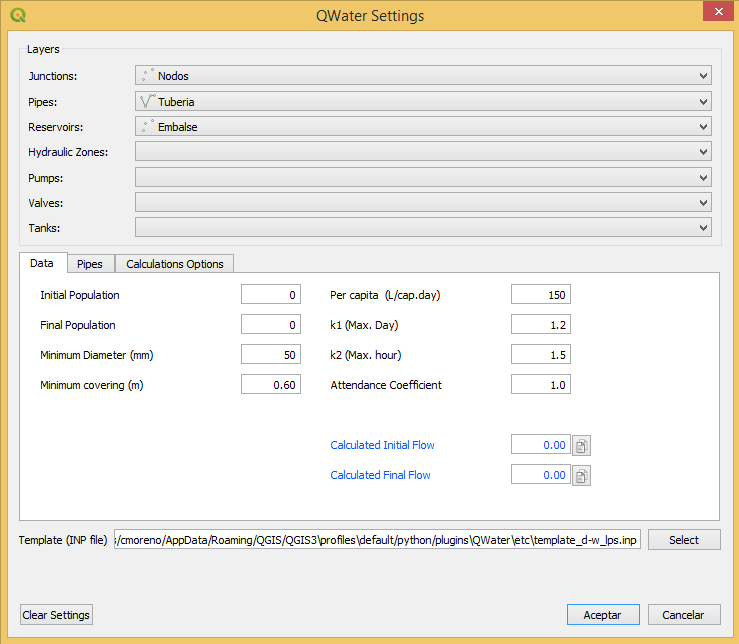 QWater Settings
Layers
Junctions: Nodos
Pipes: Tuberia
Reservoirs: Embalse
Hydraulic Zones:
Pumps:
Valves:
Tanks:
Data Pipes Calculations Options
Initial Population 0 Per capita (L/cap.day) 150
Final Population 0 k1 (Max. Day) 1.2
Minimum Diameter (mm) 50 k2 (Max. hour) 1.5
Minimum covering (m) 0.60 Attendance Coefficient 1.0
Calculated Initial Flow 0.00
Calculated Final Flow 0.00
Template (INP file) s/cmoreno/AppData/Roaming/QGIS/QGIS3\profiles\default/python/plugins\QWater\etc\template_d-w_lps.inp Select
Clear Settings Aceptar Cancelar